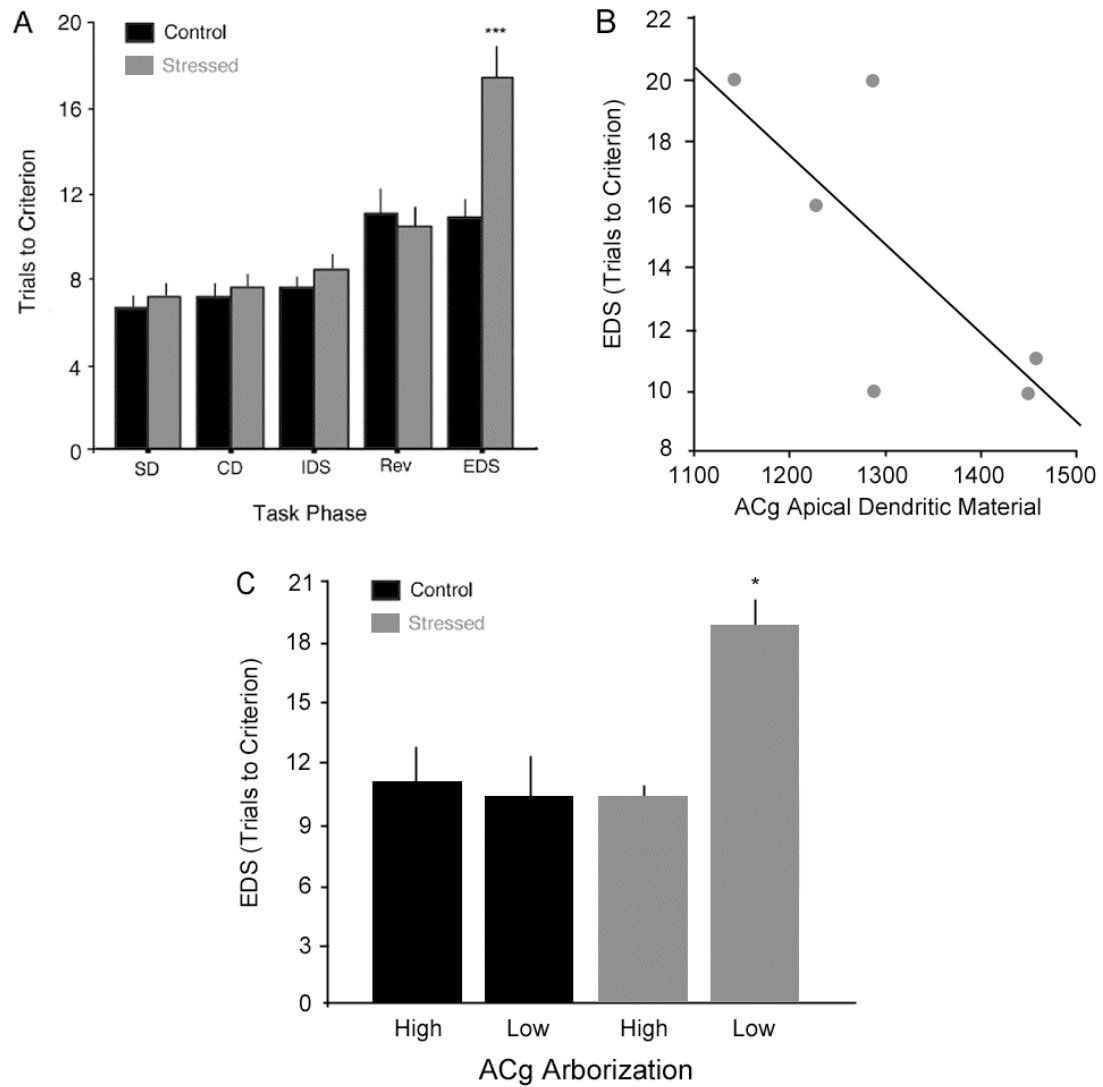 A
Control
Stressed
***
20
16
12
8
4
0
Trials to Criterion
SD CD IDS Rev EDS
Task Phase
B
22
20
18
16
14
12
10
8
EDS (Trials to Criterion)
1100 1200 1300 1400 1500
ACg Apical Dendritic Material
C
Control
Stressed
*
21
18
15
12
9
6
3
0
EDS (Trials to Criterion)
High Low High Low
ACg Arborization